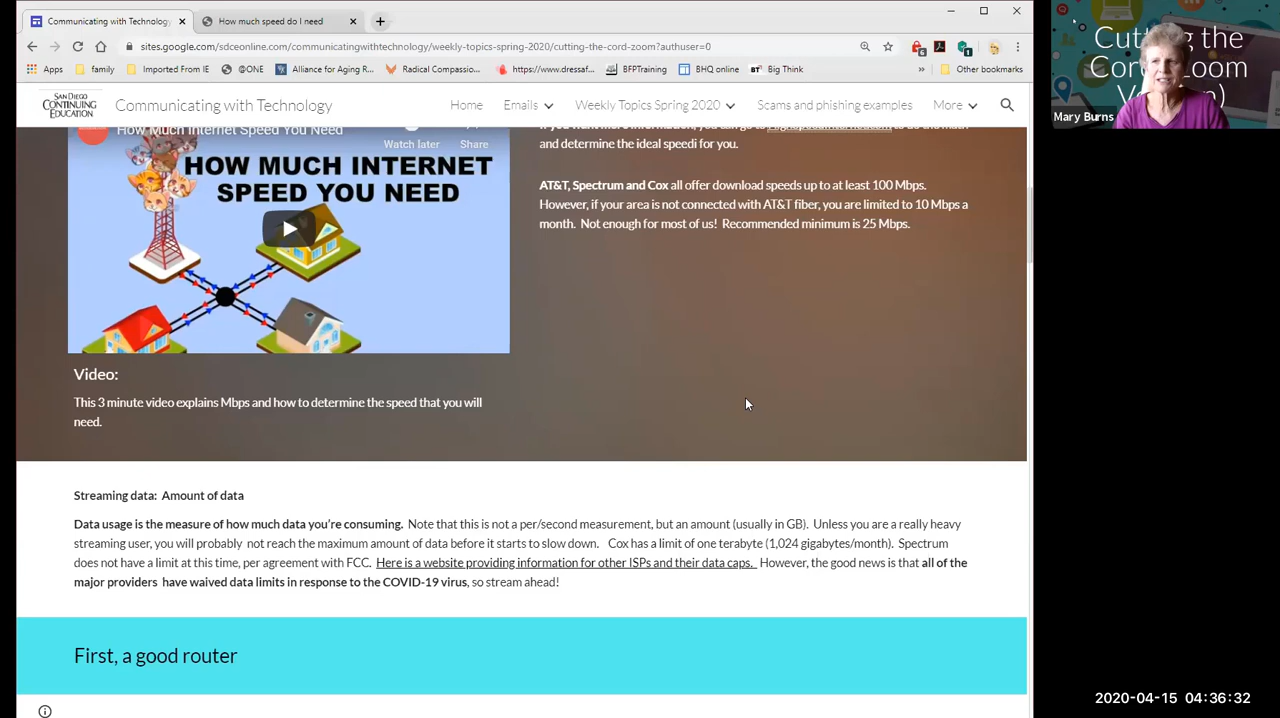 Communicating with Technology
How much speed do I need
sites.google.com/sdceonline.com/communicatingwithtechnology/weekly-topics-spring-2020/cutting-the-cord-zoom?authuser=0
Apps family Imported From IE @ONE Alliance for Aging R... Radical Compassio... https://www.dressaf... BFPTraining BHQ online BT Big Think » Other bookmarks
SAN DIEGO
CONTINUING
EDUCATION
Communicating with Technology
Home Emails Weekly Topics Spring 2020 Scams and phishing examples More
How Much Internet Speed You Need
Watch later Share
HOW MUCH INTERNET
SPEED YOU NEED
Video:
This 3 minute video explains Mbps and how to determine the speed that you will
need.
and determine the ideal speedi for you.
AT&T, Spectrum and Cox all offer download speeds up to at least 100 Mbps.
However, if your area is not connected with AT&T fiber, you are limited to 10 Mbps a
month. Not enough for most of us! Recommended minimum is 25 Mbps.
Streaming data: Amount of data
Data usage is the measure of how much data you're consuming. Note that this is not a per/second measurement, but an amount (usually in GB). Unless you are a really heavy
streaming user, you will probably not reach the maximum amount of data before it starts to slow down. Cox has a limit of one terabyte (1,024 gigabytes/month). Spectrum
does not have a limit at this time, per agreement with FCC. Here is a website providing information for other ISPs and their data caps. However, the good news is that all of the
major providers have waived data limits in response to the COVID-19 virus, so stream ahead!
First, a good router
Cutting the
Cord Zoom
Mary Burns
2020-04-15 04:36:32